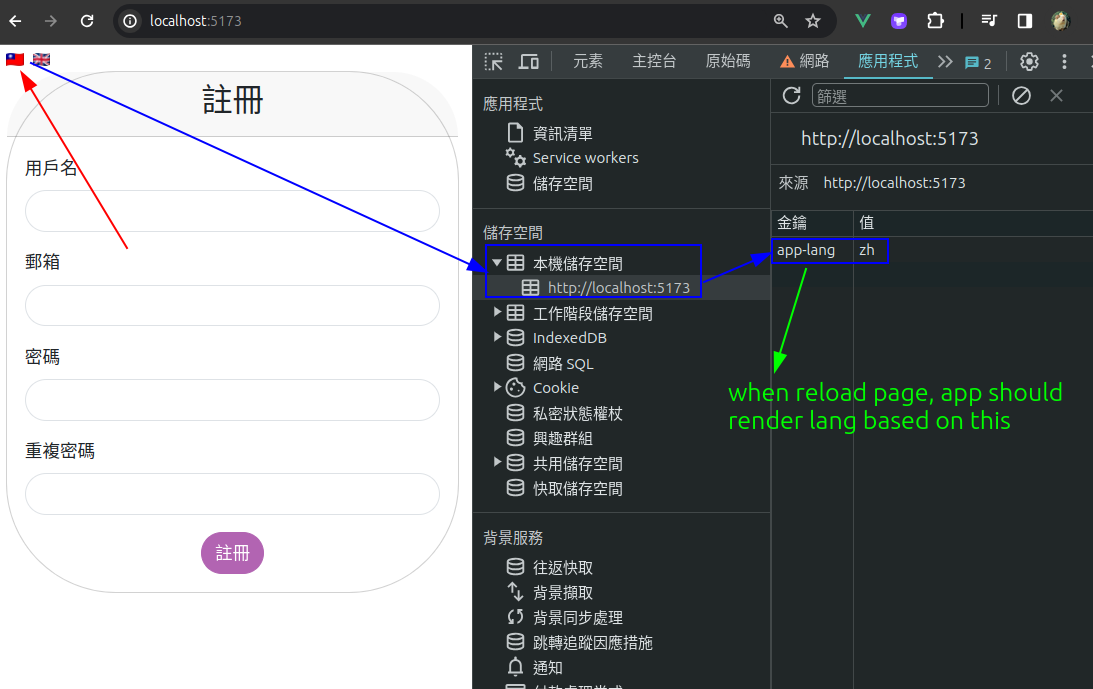 localhost:5173
註冊
用戶名
郵箱
密碼
重複密碼
註冊
元素
主控台
原始碼
網路
應用程式
2
應用程式
資訊清單
Service workers
儲存空間
儲存空間
本機儲存空間
http://localhost:5173
工作階段儲存空間
IndexedDB
網路 SQL
Cookie
私密狀態權杖
興趣群組
共用儲存空間
快取儲存空間
背景服務
往返快取
背景擷取
背景同步處理
跳轉追蹤因應措施
通知
篩選
http://localhost:5173
來源 http://localhost:5173
金鑰 值
app-lang zh
when reload page, app should
render lang based on this